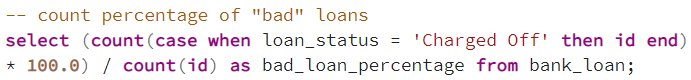 -- count percentage of "bad" loans
select (count(case when loan_status = 'Charged Off' then id end)
* 100.0) / count(id) as bad_loan_percentage from bank_loan;